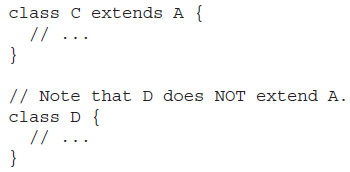 class C extends A {
  // ...
}

// Note that D does NOT extend A.
class D {
  // ...
}